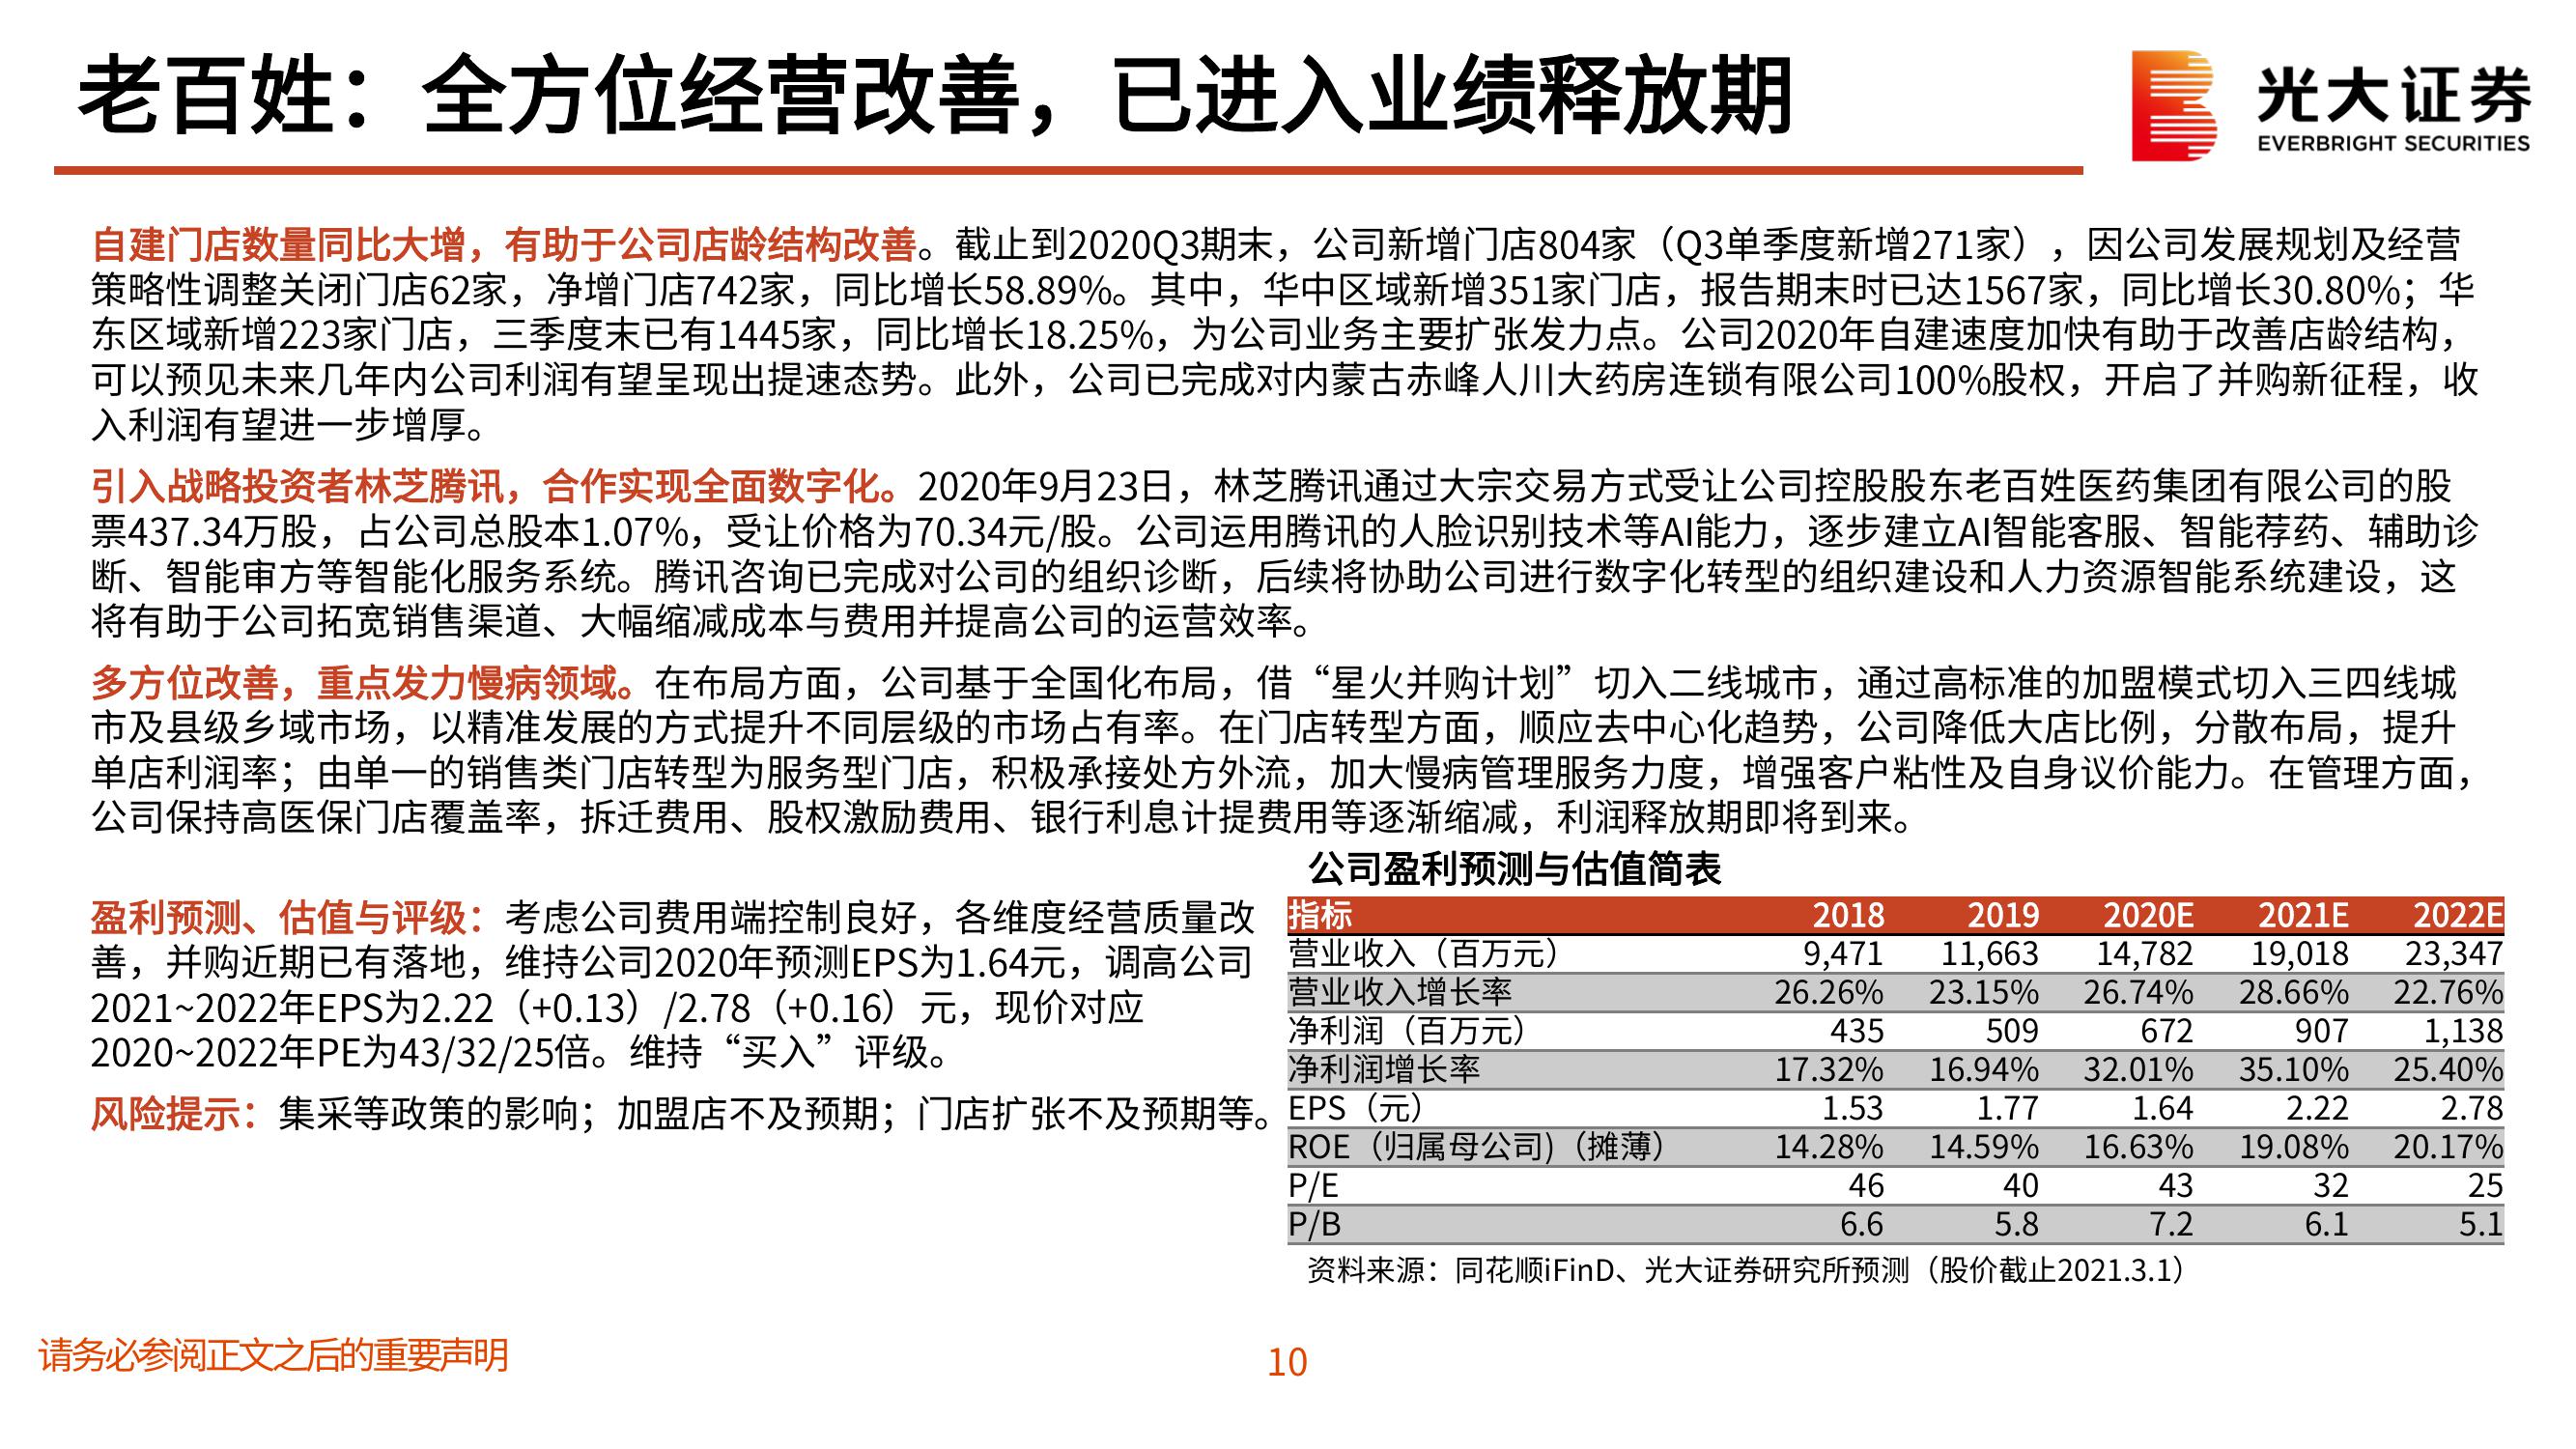 老百姓：全方位经营改善，已进入业绩释放期
光大证券
EVERBRIGHT SECURITIES
自建门店数量同比大增，有助于公司店龄结构改善。截止到2020Q3期末，公司新增门店804家（Q3单季度新增271家），因公司发展规划及经营
策略性调整关闭门店62家，净增门店742家，同比增长58.89%。其中，华中区域新增351家门店，报告期末时已达1567家，同比增长30.80%；华
东区域新增223家门店，三季度末已有1445家，同比增长18.25%，为公司业务主要扩张发力点。公司2020年自建速度加快有助于改善店龄结构，
可以预见未来几年内公司利润有望呈现出提速态势。此外，公司已完成对内蒙古赤峰人川大药房连锁有限公司100%股权，开启了并购新征程，收
入利润有望进一步增厚。
引入战略投资者林芝腾讯，合作实现全面数字化。2020年9月23日，林芝腾讯通过大宗交易方式受让公司控股股东老百姓医药集团有限公司的股
票437.34万股，占公司总股本1.07%，受让价格为70.34元/股。公司运用腾讯的人脸识别技术等AI能力，逐步建立AI智能客服、智能荐药、辅助诊
断、智能审方等智能化服务系统。腾讯咨询已完成对公司的组织诊断，后续将协助公司进行数字化转型的组织建设和人力资源智能系统建设，这
将有助于公司拓宽销售渠道、大幅缩减成本与费用并提高公司的运营效率。
多方位改善，重点发力慢病领域。在布局方面，公司基于全国化布局，借“星火并购计划”切入二线城市，通过高标准的加盟模式切入三四线城
市及县级乡域市场，以精准发展的方式提升不同层级的市场占有率。在门店转型方面，顺应去中心化趋势，公司降低大店比例，分散布局，提升
单店利润率；由单一的销售类门店转型为服务型门店，积极承接处方外流，加大慢病管理服务力度，增强客户粘性及自身议价能力。在管理方面，
公司保持高医保门店覆盖率，拆迁费用、股权激励费用、银行利息计提费用等逐渐缩减，利润释放期即将到来。
盈利预测、估值与评级：考虑公司费用端控制良好，各维度经营质量改
善，并购近期已有落地，维持公司2020年预测EPS为1.64元，调高公司
2021~2022年EPS为2.22（+0.13）/2.78（+0.16）元，现价对应
2020~2022年PE为43/32/25倍。维持“买入”评级。
风险提示：集采等政策的影响；加盟店不及预期；门店扩张不及预期等。
公司盈利预测与估值简表
指标 2018 2019 2020E 2021E 2022E
营业收入（百万元） 9,471 11,663 14,782 19,018 23,347
营业收入增长率 26.26% 23.15% 26.74% 28.66% 22.76%
净利润（百万元） 435 509 672 907 1,138
净利润增长率 17.32% 16.94% 32.01% 35.10% 25.40%
EPS（元） 1.53 1.77 1.64 2.22 2.78
ROE（归属母公司)（摊薄） 14.28% 14.59% 16.63% 19.08% 20.17%
P/E 46 40 43 32 25
P/B 6.6 5.8 7.2 6.1 5.1
资料来源：同花顺iFinD、光大证券研究所预测（股价截止2021.3.1）
请务必参阅正文之后的重要声明
10